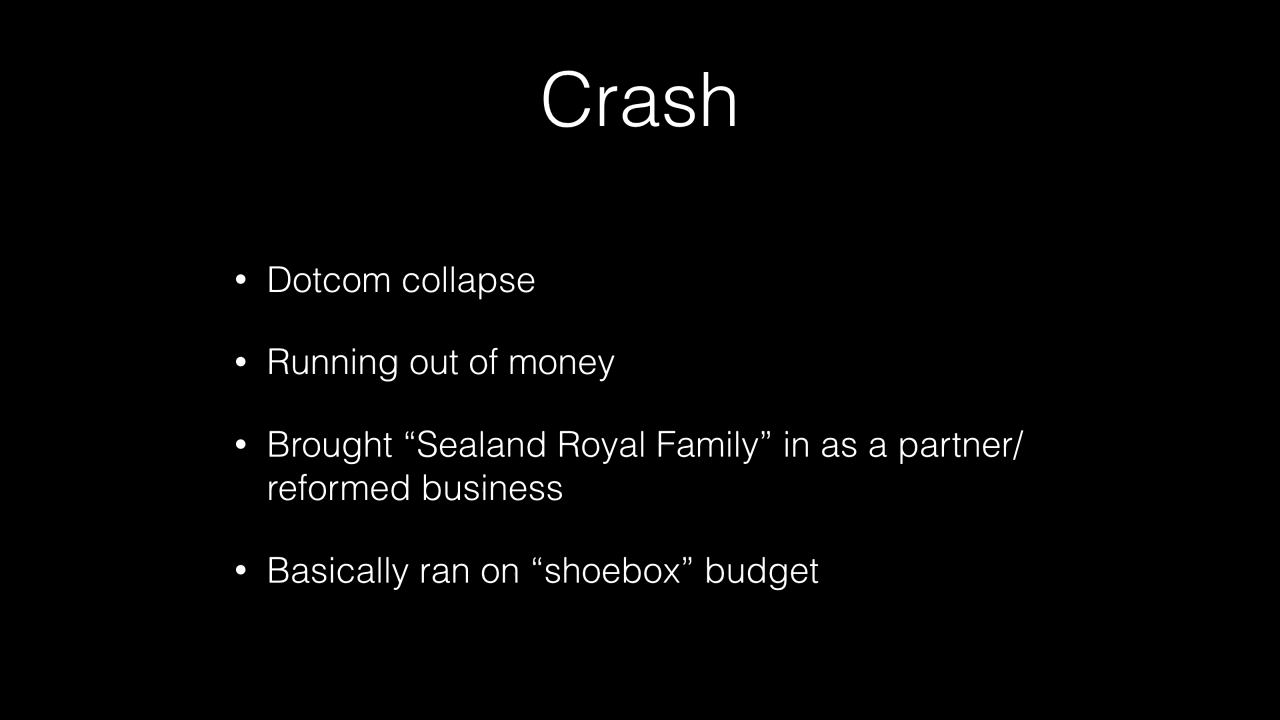 Crash
• Dotcom collapse
• Running out of money
• Brought “Sealand Royal Family” in as a partner/
reformed business
• Basically ran on “shoebox” budget